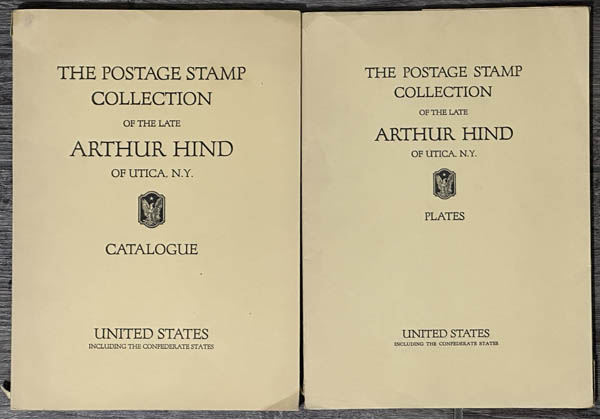 THE POSTAGE STAMP
COLLECTION
OF THE LATE
ARTHUR HIND
OF UTICA, N.Y.
CATALOGUE
UNITED STATES
INCLUDING THE CONFEDERATE STATES
THE POSTAGE STAMP
COLLECTION
OF THE LATE
ARTHUR HIND
OF UTICA, N.Y.
PLATES
UNITED STATES
INCLUDING THE CONFEDERATE STATES